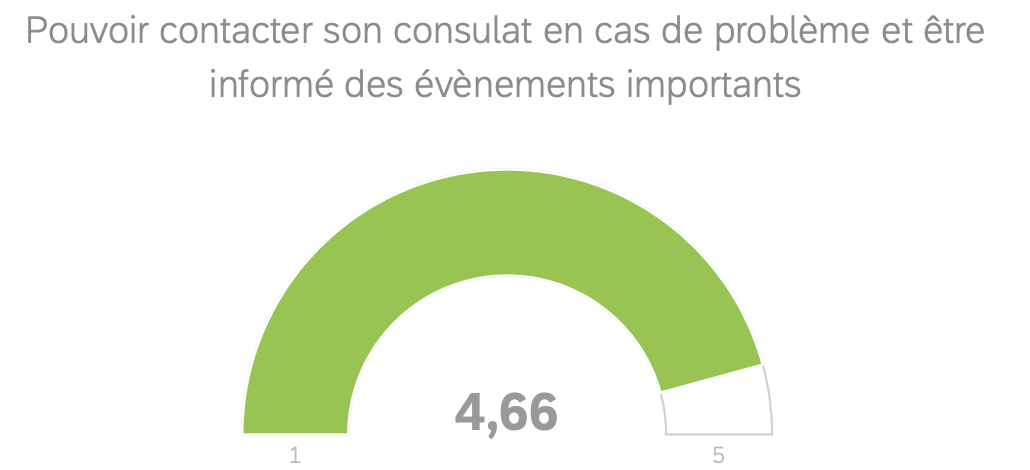 Pouvoir contacter son consulat en cas de problème et être
informé des évènements importants
4,66
1
5